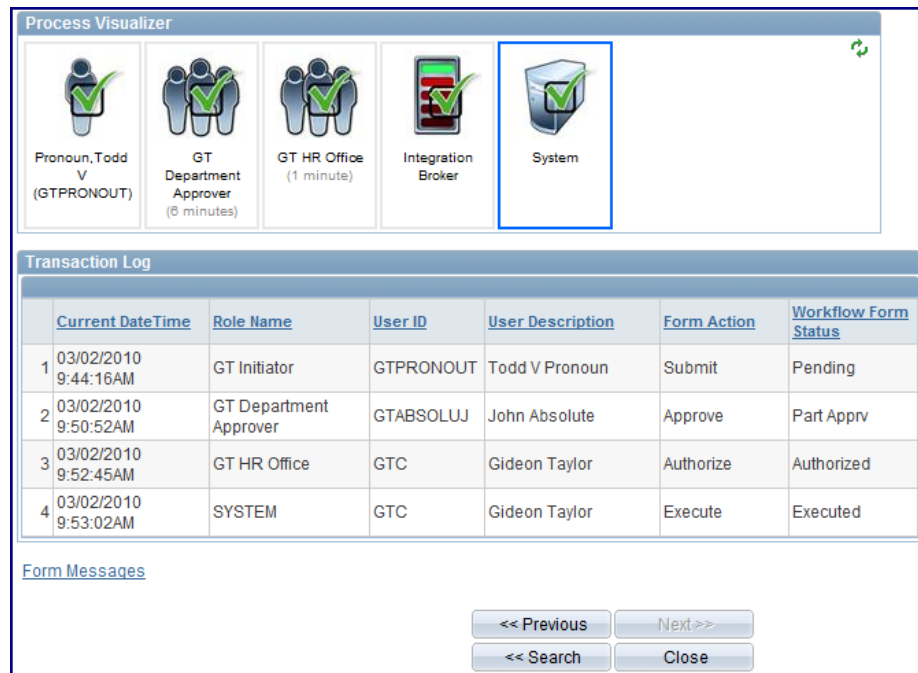 Process Visualizer
Pronoun,Todd
V
(GTPRONOUT)
GT
Department
Approver
(6 minutes)
GT HR Office
(1 minute)
Integration
Broker
System
Transaction Log
Current DateTime Role Name User ID User Description Form Action Workflow Form Status
1 03/02/2010 9:44:16AM GT Initiator GTPRONOUT Todd V Pronoun Submit Pending
2 03/02/2010 9:50:52AM GT Department Approver GTABSOLUJ John Absolute Approve Part Apprv
3 03/02/2010 9:52:45AM GT HR Office GTC Gideon Taylor Authorize Authorized
4 03/02/2010 9:53:02AM SYSTEM GTC Gideon Taylor Execute Executed
Form Messages
<< Previous Next >>
<< Search Close